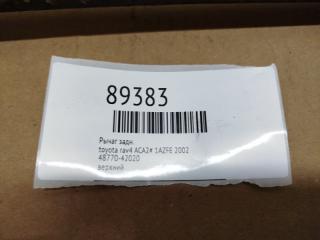 89383
Рычаг задн.
toyota rav4 ACA2# 1AZFE 2002
48770-42020
верхний